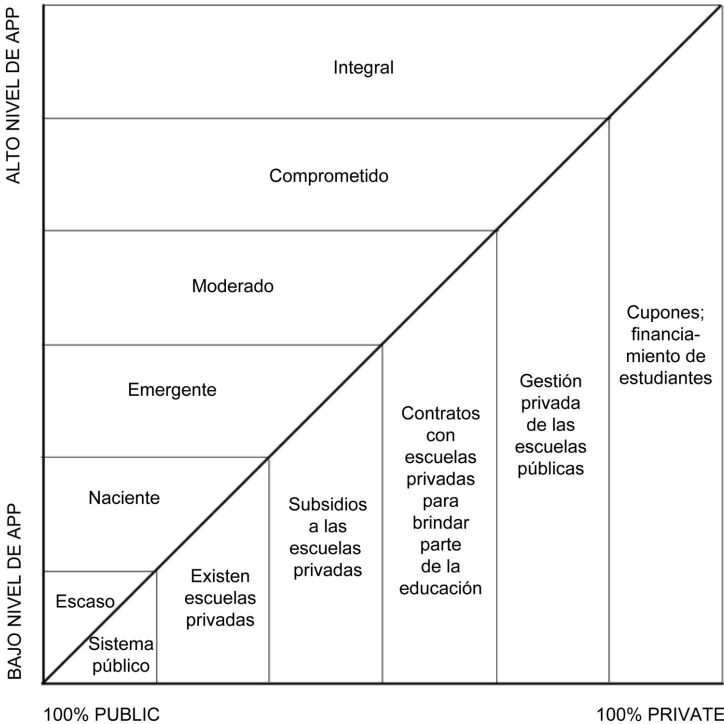 ALTO NIVEL DE APP
BAJO NIVEL DE APP
Integral
Comprometido
Moderado
Emergente
Naciente
Escaso
Sistema
público
Existen
escuelas
privadas
Subsidios
a las
escuelas
privadas
Contratos
con
escuelas
privadas
para
brindar
parte
de la
educación
Gestión
privada
de las
escuelas
públicas
Cupones;
financia-
miento de
estudiantes
100% PUBLIC
100% PRIVATE